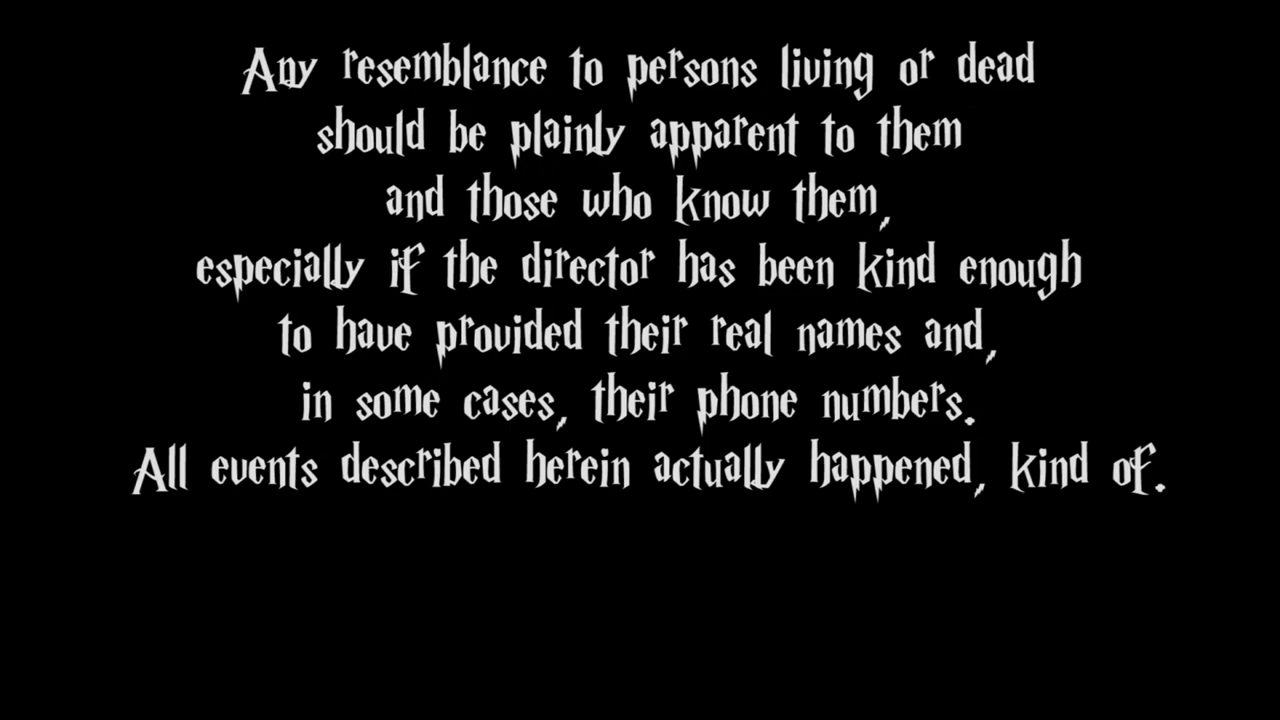 Any resemblance to persons living or dead
should be plainly apparent to them
and those who know them,
especially if the director has been kind enough
to have provided their real names and,
in some cases, their phone numbers.
All events described herein actually happened, kind of.